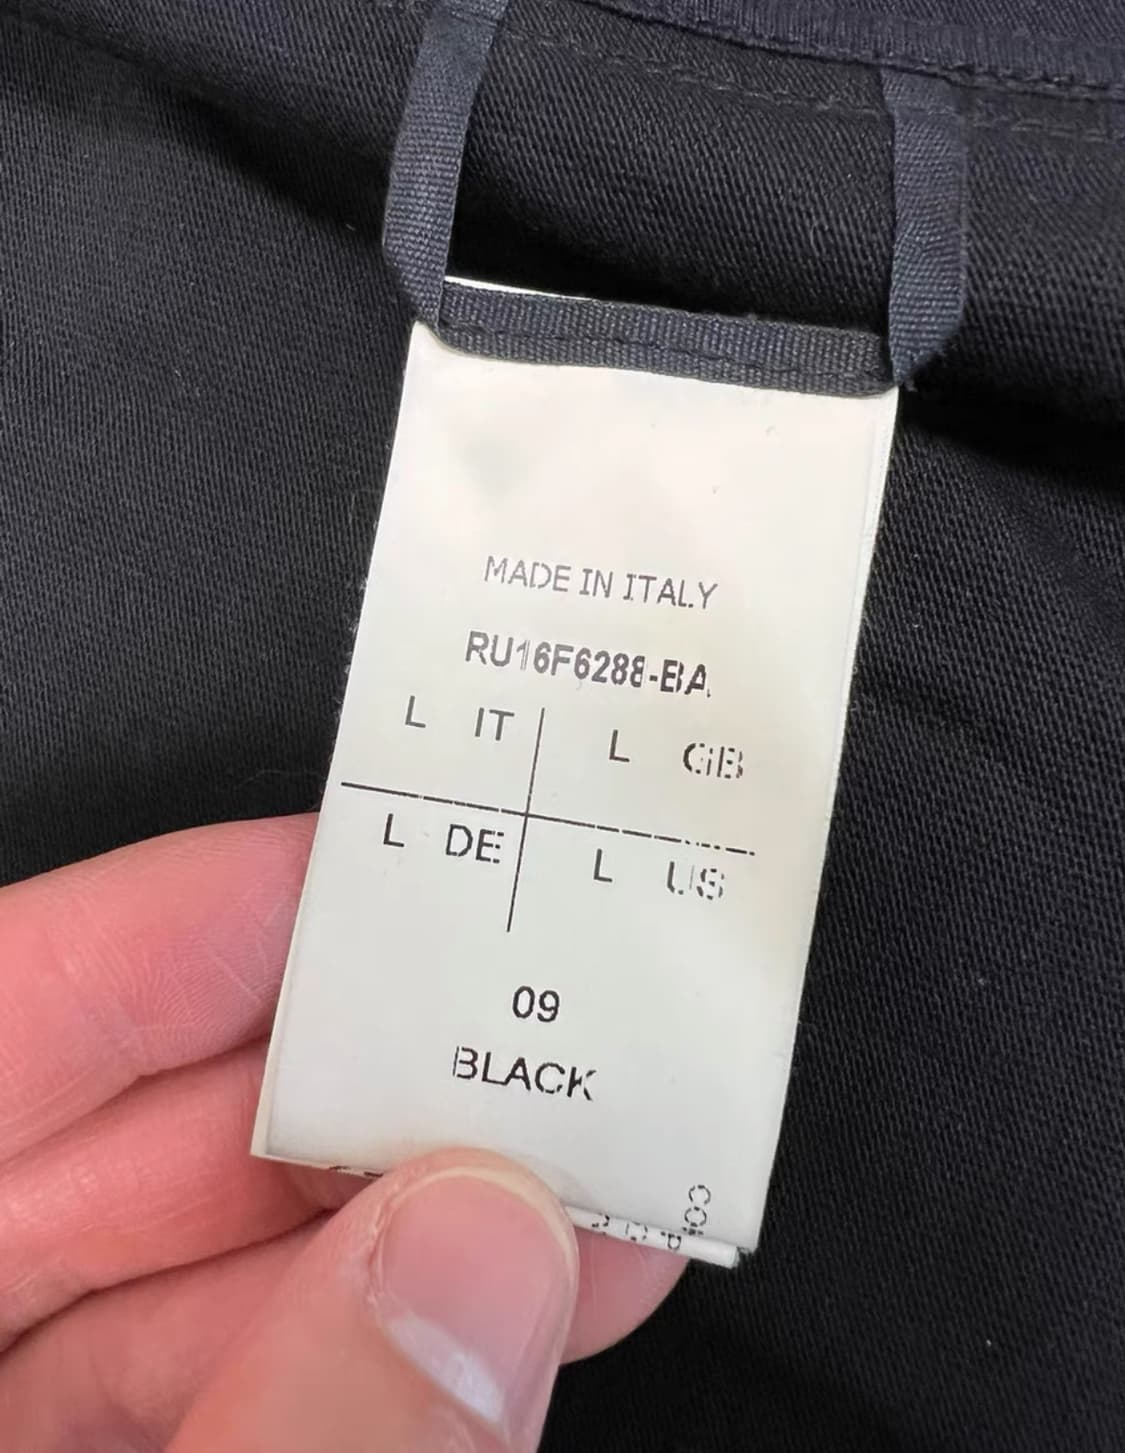 MADE IN ITALY
RU16F6288-BA
L IT L GB
L DE L US
09
BLACK